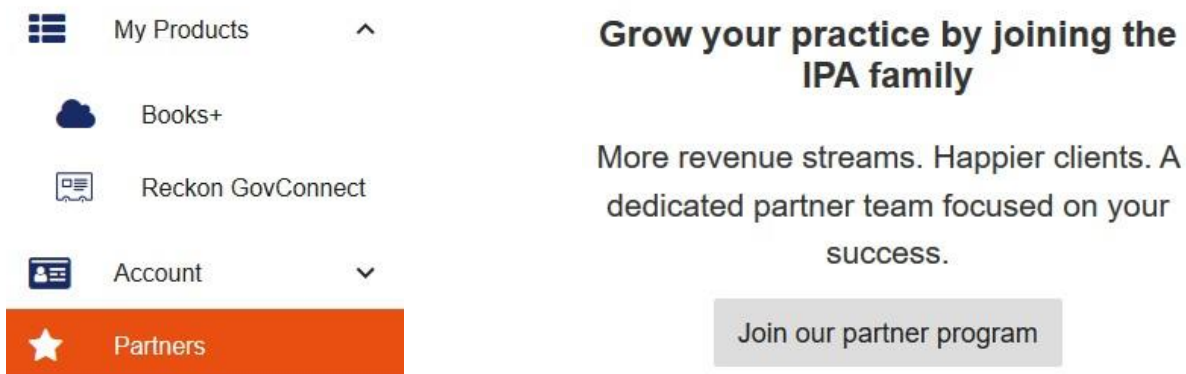 My Products
Books+
Reckon GovConnect
Account
Partners
Grow your practice by joining the
IPA family
More revenue streams. Happier clients. A
dedicated partner team focused on your
success.
Join our partner program